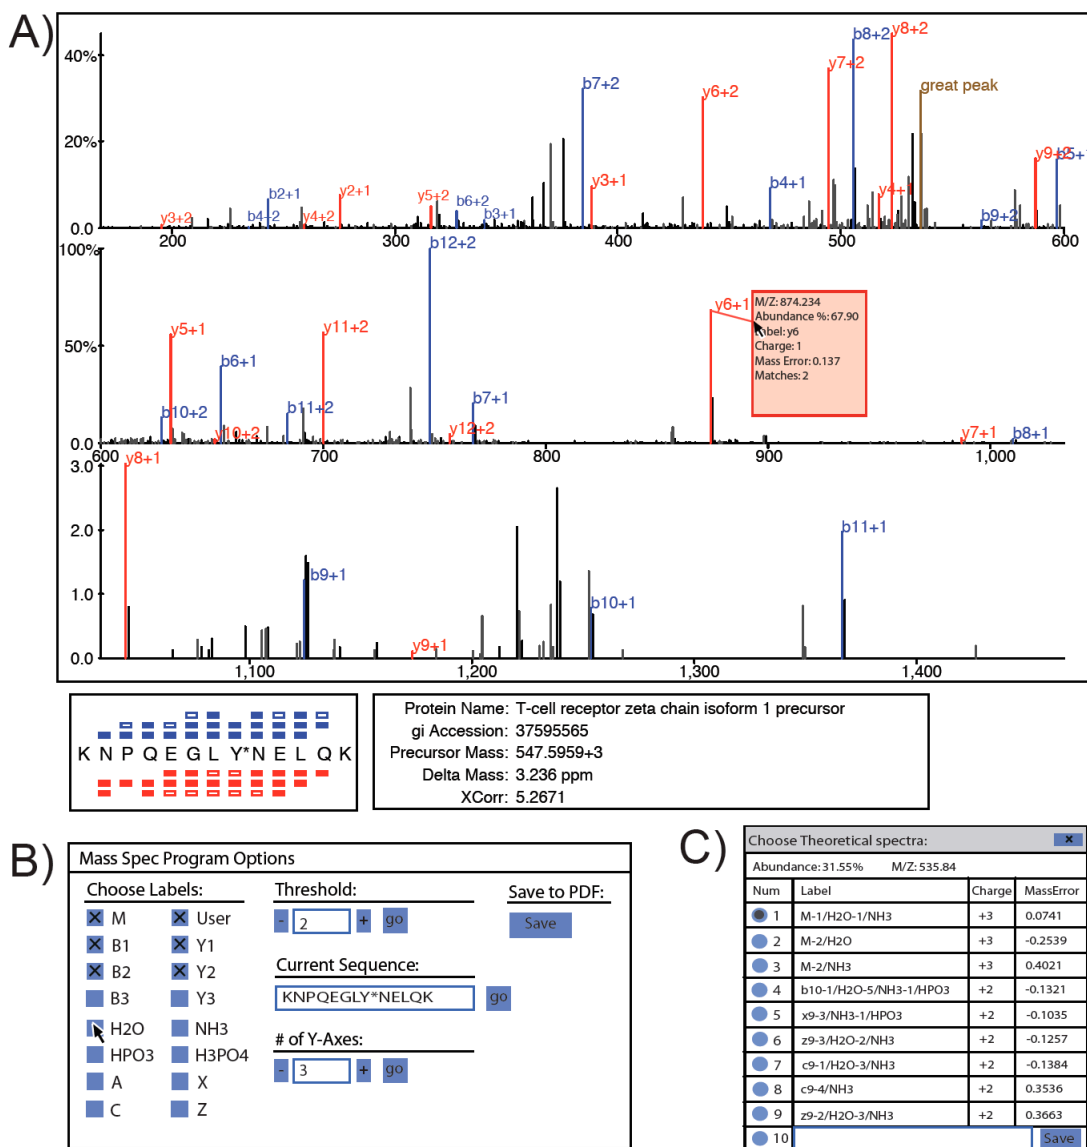 A)
40%
20%
0.0
y3+2
b4+2
b2+1
y4+2
y2+1
y5+2
b6+2
b3+1
b7+2
y3+1
y6+2
b4+1
y7+2
b8+2
y8+2
great peak
b9+2
y9+2
200 300 400 500 600
100%
50%
0.0
b10+2
y5+1
y10+2
b6+1
b11+2
y11+2
b12+2
y12+2
b7+1
y6+1
M/Z: 874.234
Abundance %: 67.90
Label: y6
Charge: 1
Mass Error: 0.137
Matches: 2
y7+1
b8+1
600 700 800 900 1,000
3.0
2.0
1.0
0.0
y8+1
b9+1
y9+1
b10+1
b11+1
1,100 1,200 1,300 1,400
K N P Q E G L Y* N E L Q K
Protein Name: T-cell receptor zeta chain isoform 1 precursor
gi Accession: 37595565
Precursor Mass: 547.5959+3
Delta Mass: 3.236 ppm
XCorr: 5.2671
B)
Mass Spec Program Options
Choose Labels:
M User
B1 Y1
B2 Y2
B3 Y3
H2O NH3
HPO3 H3PO4
A X
C Z
Threshold:
- 2 + go
Current Sequence:
KNPQEGLY*NELQK go
# of Y-Axes:
- 3 + go
Save to PDF:
Save
C)
Choose Theoretical spectra: x
Abundance: 31.55% M/Z: 535.84
Num Label Charge MassError
1 M-1/H2O-1/NH3 +3 0.0741
2 M-2/H2O +3 -0.2539
3 M-2/NH3 +3 0.4021
4 b10-1/H2O-5/NH3-1/HPO3 +2 -0.1321
5 x9-3/NH3-1/HPO3 +2 -0.1035
6 z9-3/H2O-2/NH3 +2 -0.1257
7 c9-1/H2O-3/NH3 +2 -0.1384
8 c9-4/NH3 +2 0.3536
9 z9-2/H2O-3/NH3 +2 0.3663
10 Save